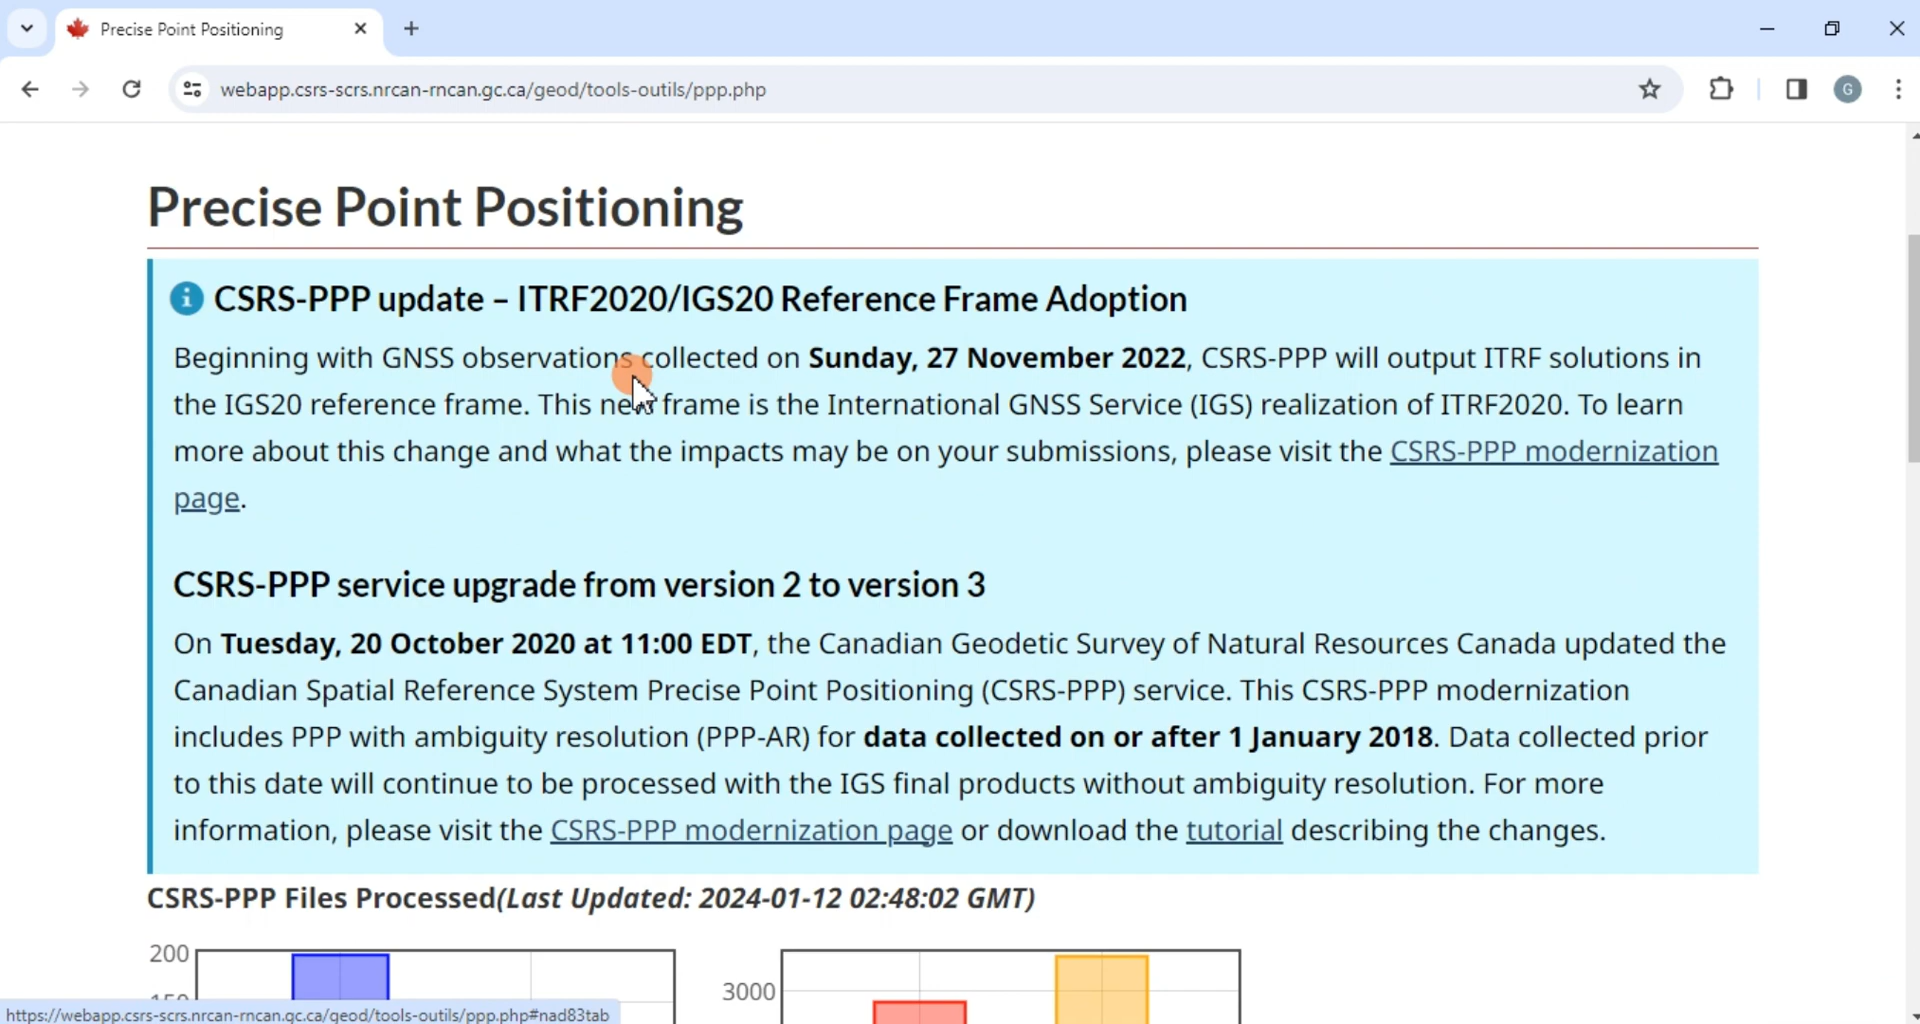 Precise Point Positioning
webapp.csrs-scrs.nrcan-rncan.gc.ca/geod/tools-outils/ppp.php
G
Precise Point Positioning
CSRS-PPP update – ITRF2020/IGS20 Reference Frame Adoption
Beginning with GNSS observations collected on Sunday, 27 November 2022, CSRS-PPP will output ITRF solutions in
the IGS20 reference frame. This new frame is the International GNSS Service (IGS) realization of ITRF2020. To learn
more about this change and what the impacts may be on your submissions, please visit the CSRS-PPP modernization
page.
CSRS-PPP service upgrade from version 2 to version 3
On Tuesday, 20 October 2020 at 11:00 EDT, the Canadian Geodetic Survey of Natural Resources Canada updated the
Canadian Spatial Reference System Precise Point Positioning (CSRS-PPP) service. This CSRS-PPP modernization
includes PPP with ambiguity resolution (PPP-AR) for data collected on or after 1 January 2018. Data collected prior
to this date will continue to be processed with the IGS final products without ambiguity resolution. For more
information, please visit the CSRS-PPP modernization page or download the tutorial describing the changes.
CSRS-PPP Files Processed(Last Updated: 2024-01-12 02:48:02 GMT)
200
150
3000
https://webapp.csrs-scrs.nrcan-rncan.gc.ca/geod/tools-outils/ppp.php#nad83tab